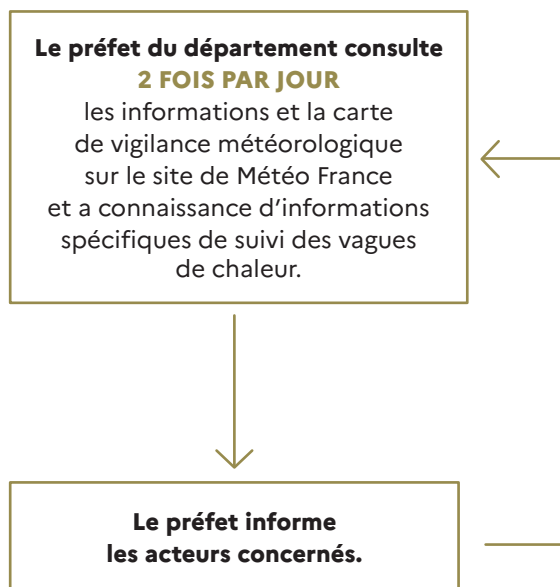 Le préfet du département consulte
2 FOIS PAR JOUR
les informations et la carte
de vigilance météorologique
sur le site de Météo France
et a connaissance d’informations
spécifiques de suivi des vagues
de chaleur.
Le préfet informe
les acteurs concernés.